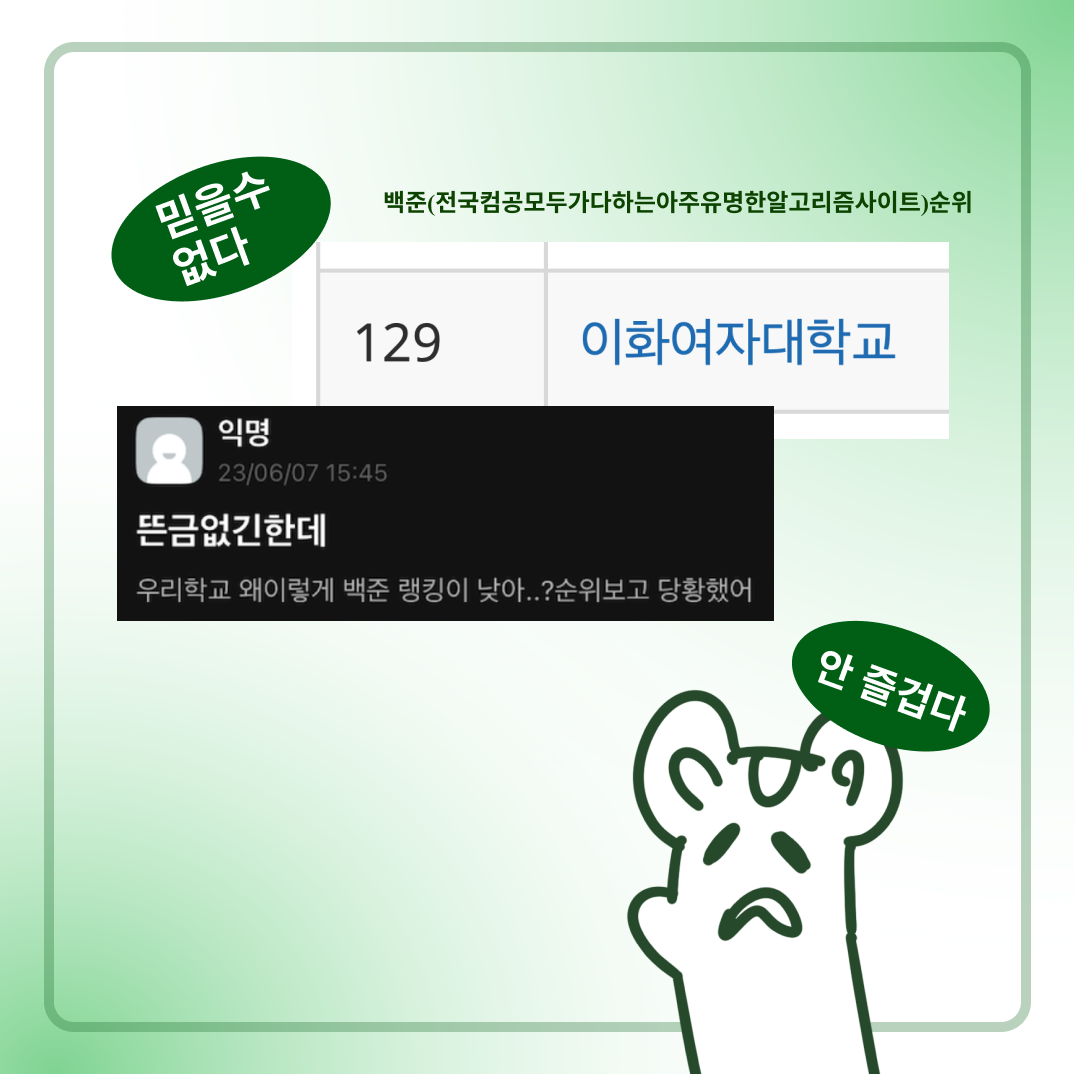 믿을수
없다
백준(전국컴공모두가다하는아주유명한알고리즘사이트)순위
129 이화여자대학교
익명
23/06/07 15:45
뜬금없긴한데
우리학교 왜이렇게 백준 랭킹이 낮아..?순위보고 당황했어
안 즐겁다